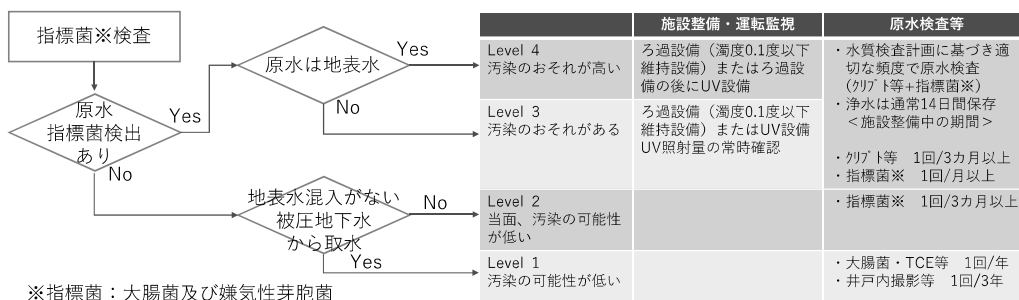 指標菌※検査
原水
指標菌検出
あり
Yes
No
原水は地表水
Yes
No
地表水混入がない
被圧地下水
から取水
No
Yes
※指標菌：大腸菌及び嫌気性芽胞菌
施設整備・運転監視
原水検査等
Level 4
汚染のおそれが高い
ろ過設備（濁度0.1度以下
維持設備）またはろ過設
備の後にUV設備
・水質検査計画に基づき適
切な頻度で原水検査
（ｸﾘﾌﾟﾄ等+指標菌※）
・浄水は通常14日間保存
＜施設整備中の期間＞
Level 3
汚染のおそれがある
ろ過設備（濁度0.1度以下
維持設備）またはUV設備
UV照射量の常時確認
・ｸﾘﾌﾟﾄ等 1回/3カ月以上
・指標菌※ 1回/月以上
Level 2
当面、汚染の可能性
が低い
・指標菌※ 1回/3カ月以上
Level 1
汚染の可能性が低い
・大腸菌・TCE等 1回/年
・井戸内撮影等 1回/3年